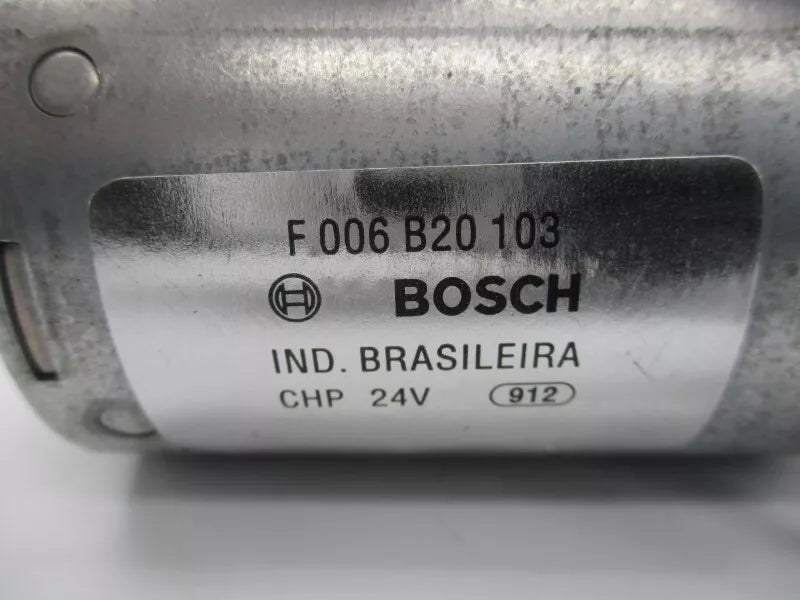 F 006 B20 103
BOSCH
IND. BRASILEIRA
CHP 24V 912